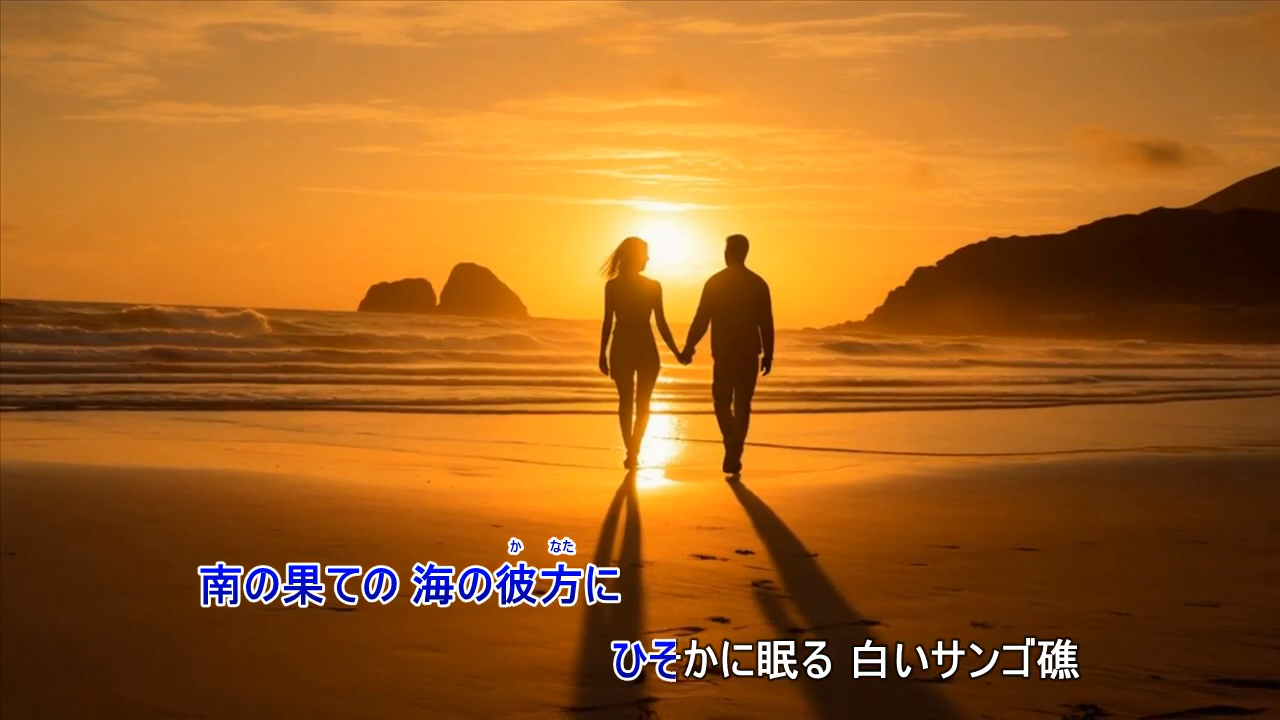 か なた
南の果ての 海の彼方に
ひそかに眠る 白いサンゴ礁